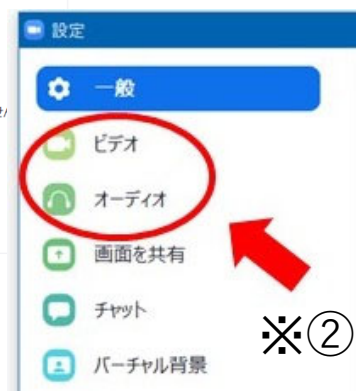 設定
一般
ビデオ
オーディオ
画面を共有
チャット
バーチャル背景
※②